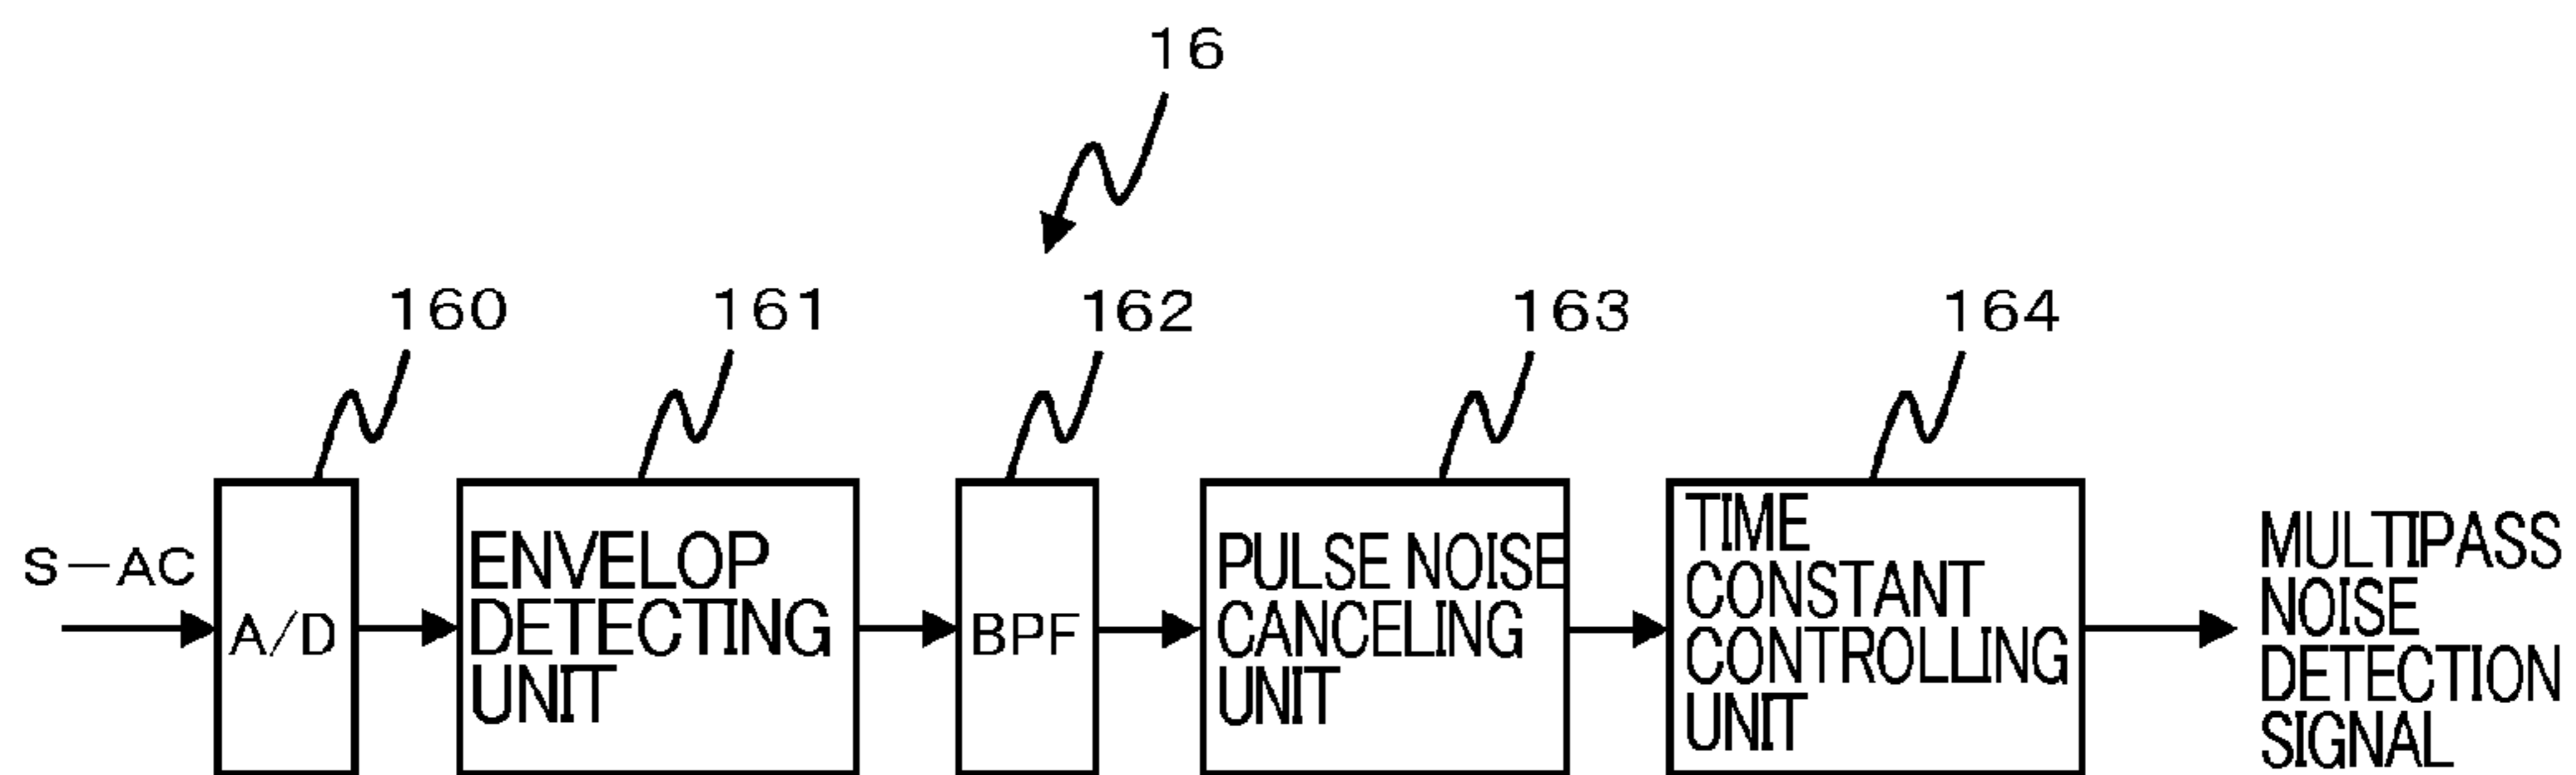 16
160
161
162
163
164
S-AC
A/D
ENVELOP
DETECTING
UNIT
BPF
PULSE NOISE
CANCELING
UNIT
TIME
CONSTANT
CONTROLLING
UNIT
MULTIPASS
NOISE
DETECTION
SIGNAL